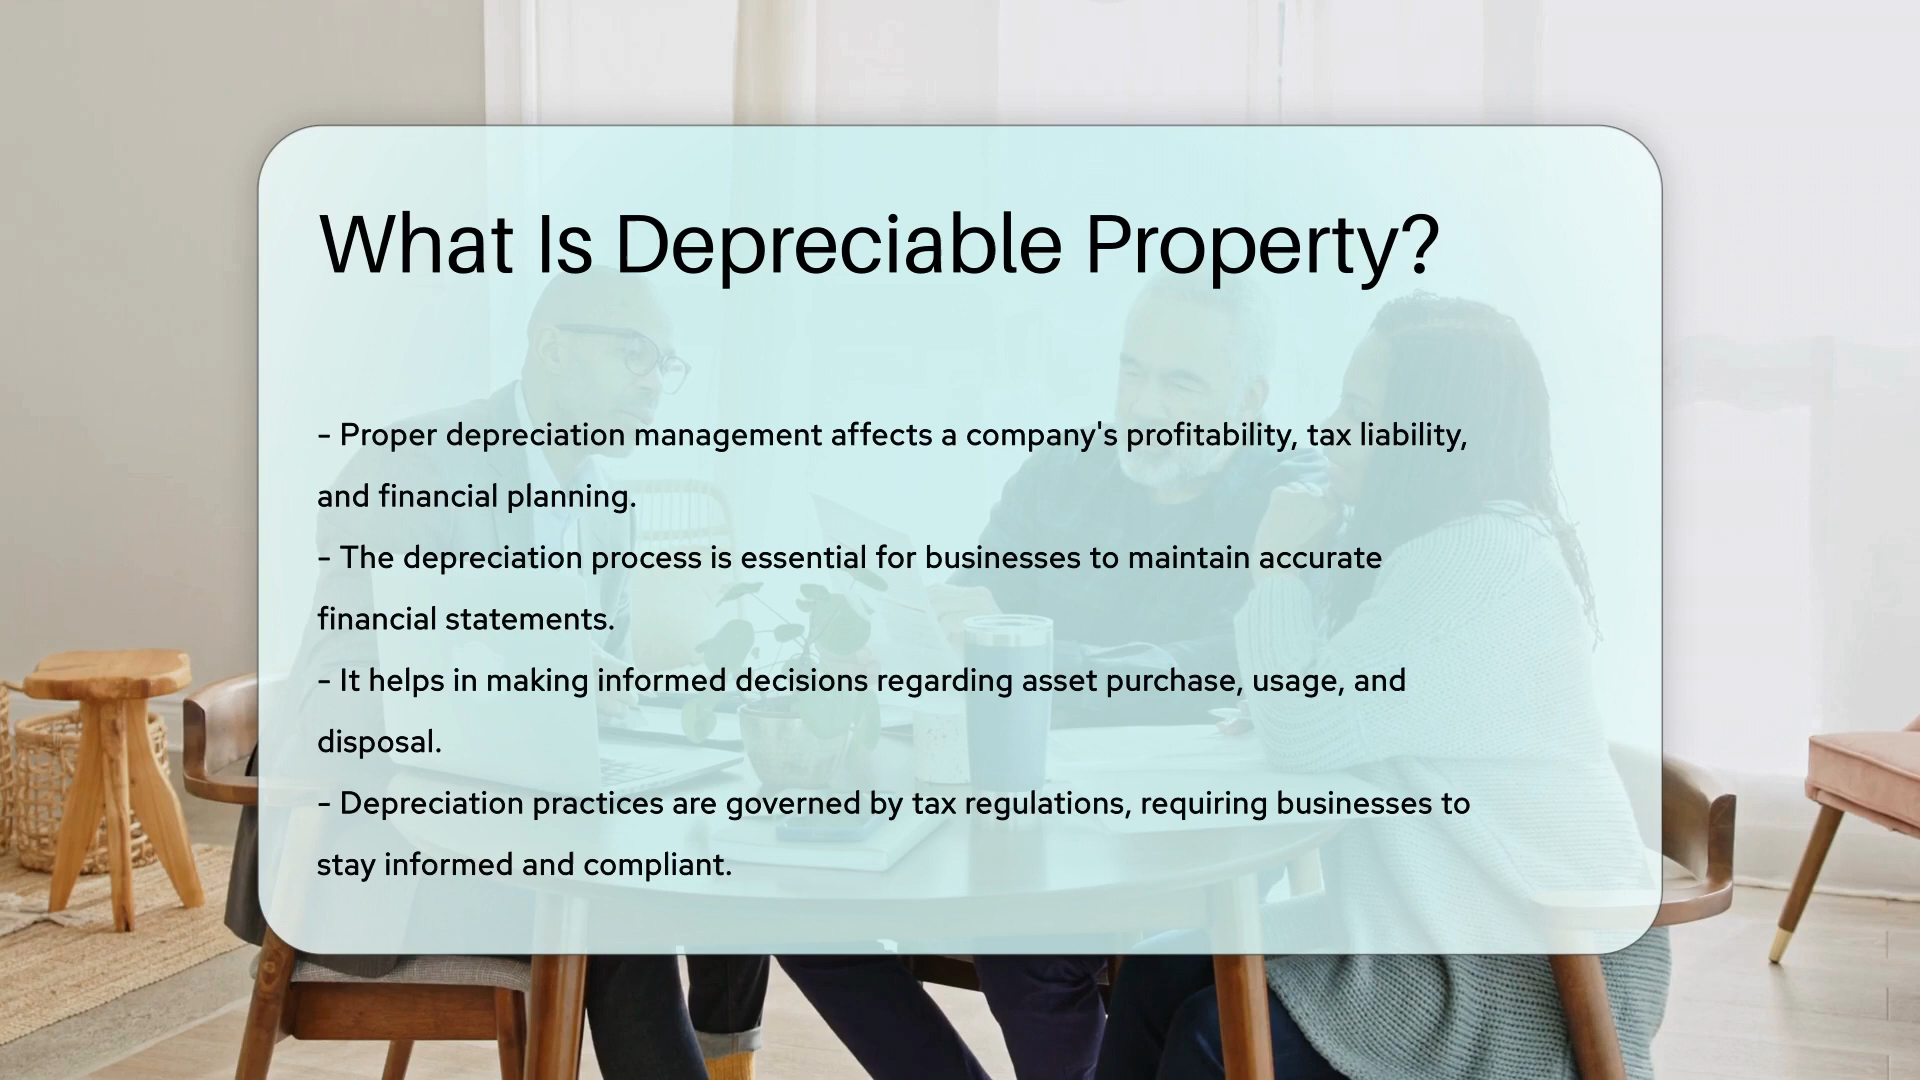 What Is Depreciable Property?
- Proper depreciation management affects a company's profitability, tax liability,
and financial planning.
- The depreciation process is essential for businesses to maintain accurate
financial statements.
- It helps in making informed decisions regarding asset purchase, usage, and
disposal.
- Depreciation practices are governed by tax regulations, requiring businesses to
stay informed and compliant.